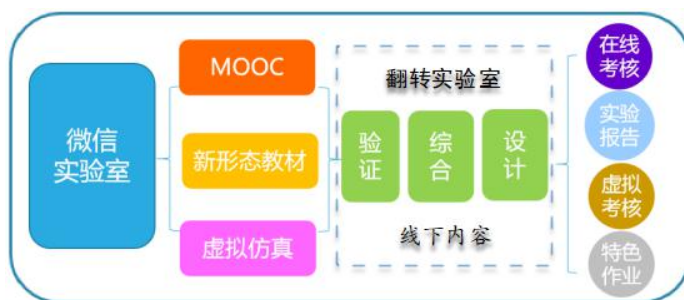 微信
实验室
MOOC
新形态教材
虚拟仿真
翻转实验室
验证
综合
设计
线下内容
在线
考核
实验
报告
虚拟
考核
特色
作业